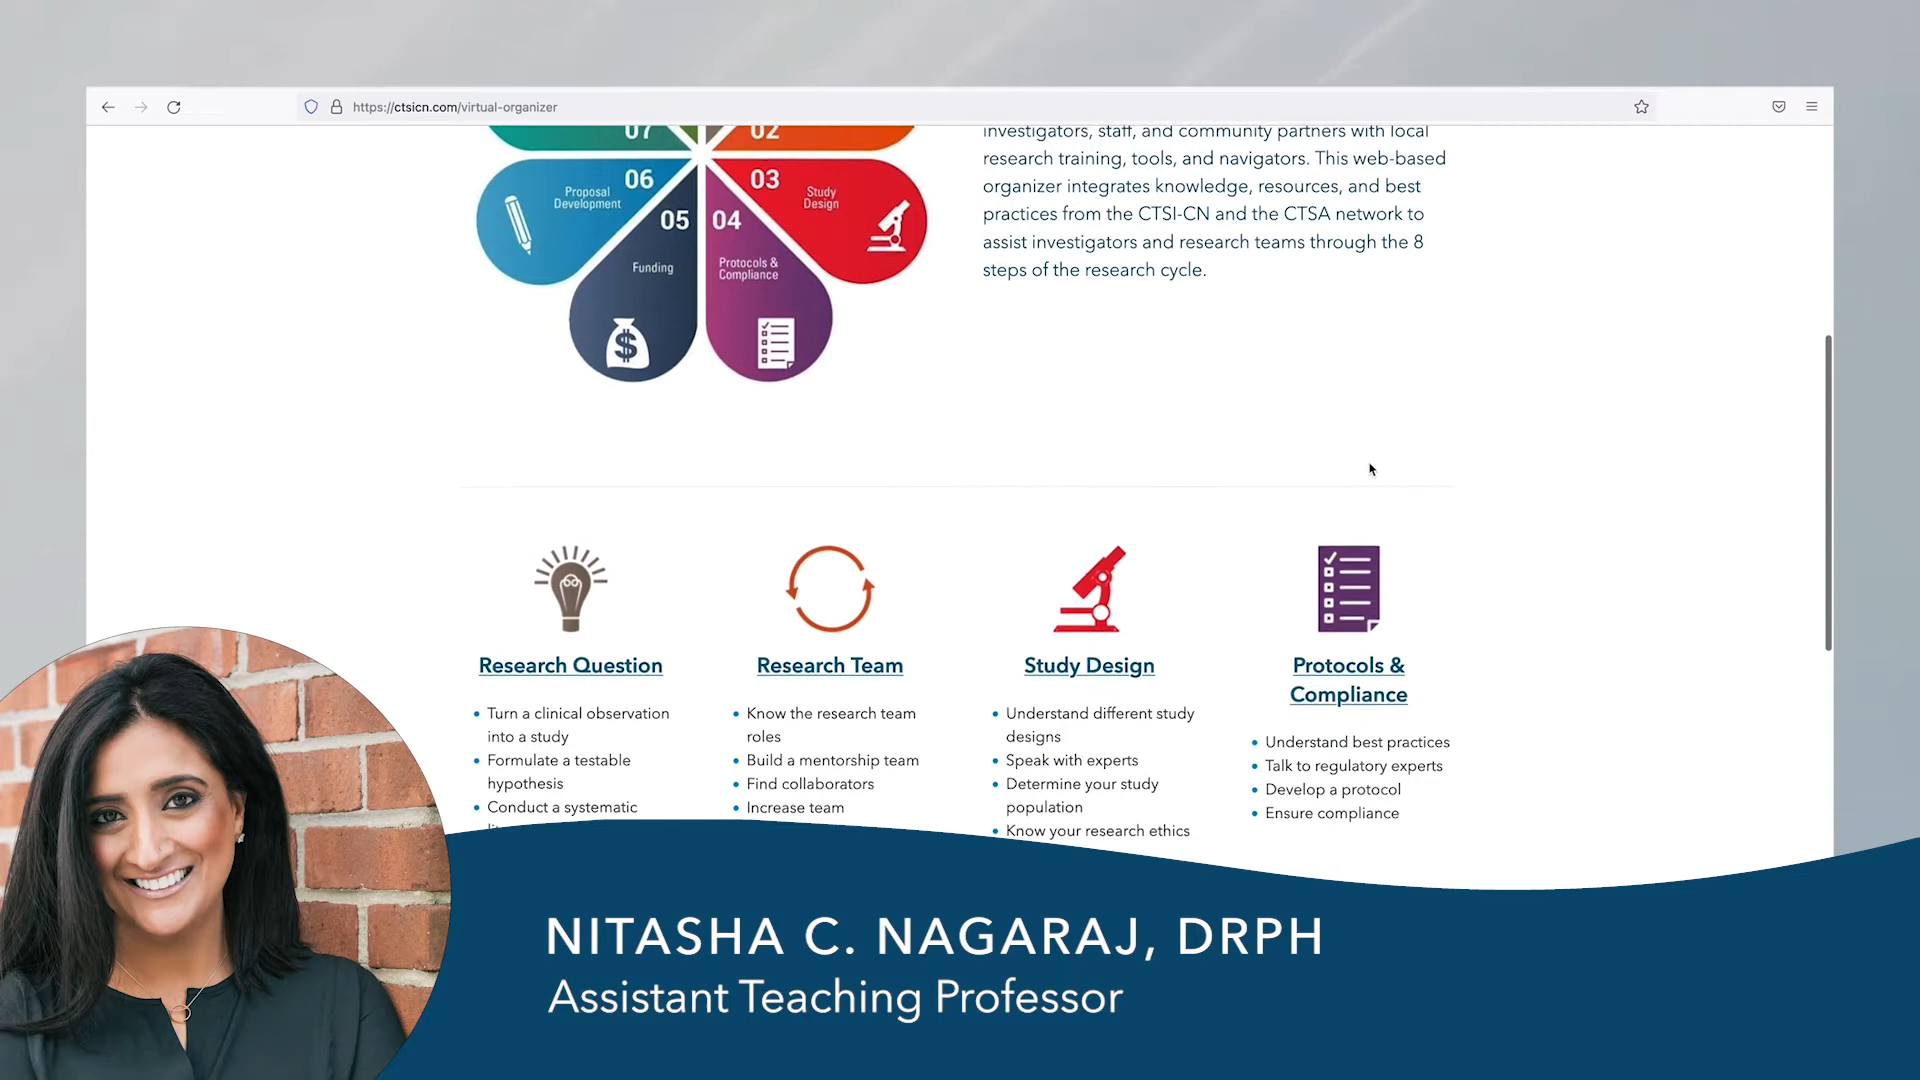 https://ctsicn.com/virtual-organizer
07
02
06
03
Proposal
Development
Study
Design
05
04
Funding
Protocols &
Compliance
$
investigators, staff, and community partners with local
research training, tools, and navigators. This web-based
organizer integrates knowledge, resources, and best
practices from the CTSI-CN and the CTSA network to
assist investigators and research teams through the 8
steps of the research cycle.
Research Question
• Turn a clinical observation
into a study
• Formulate a testable
hypothesis
• Conduct a systematic
Research Team
• Know the research team
roles
• Build a mentorship team
• Find collaborators
• Increase team
Study Design
• Understand different study
designs
• Speak with experts
• Determine your study
population
• Know your research ethics
Protocols &
Compliance
• Understand best practices
• Talk to regulatory experts
• Develop a protocol
• Ensure compliance
NITASHA C. NAGARAJ, DRPH
Assistant Teaching Professor